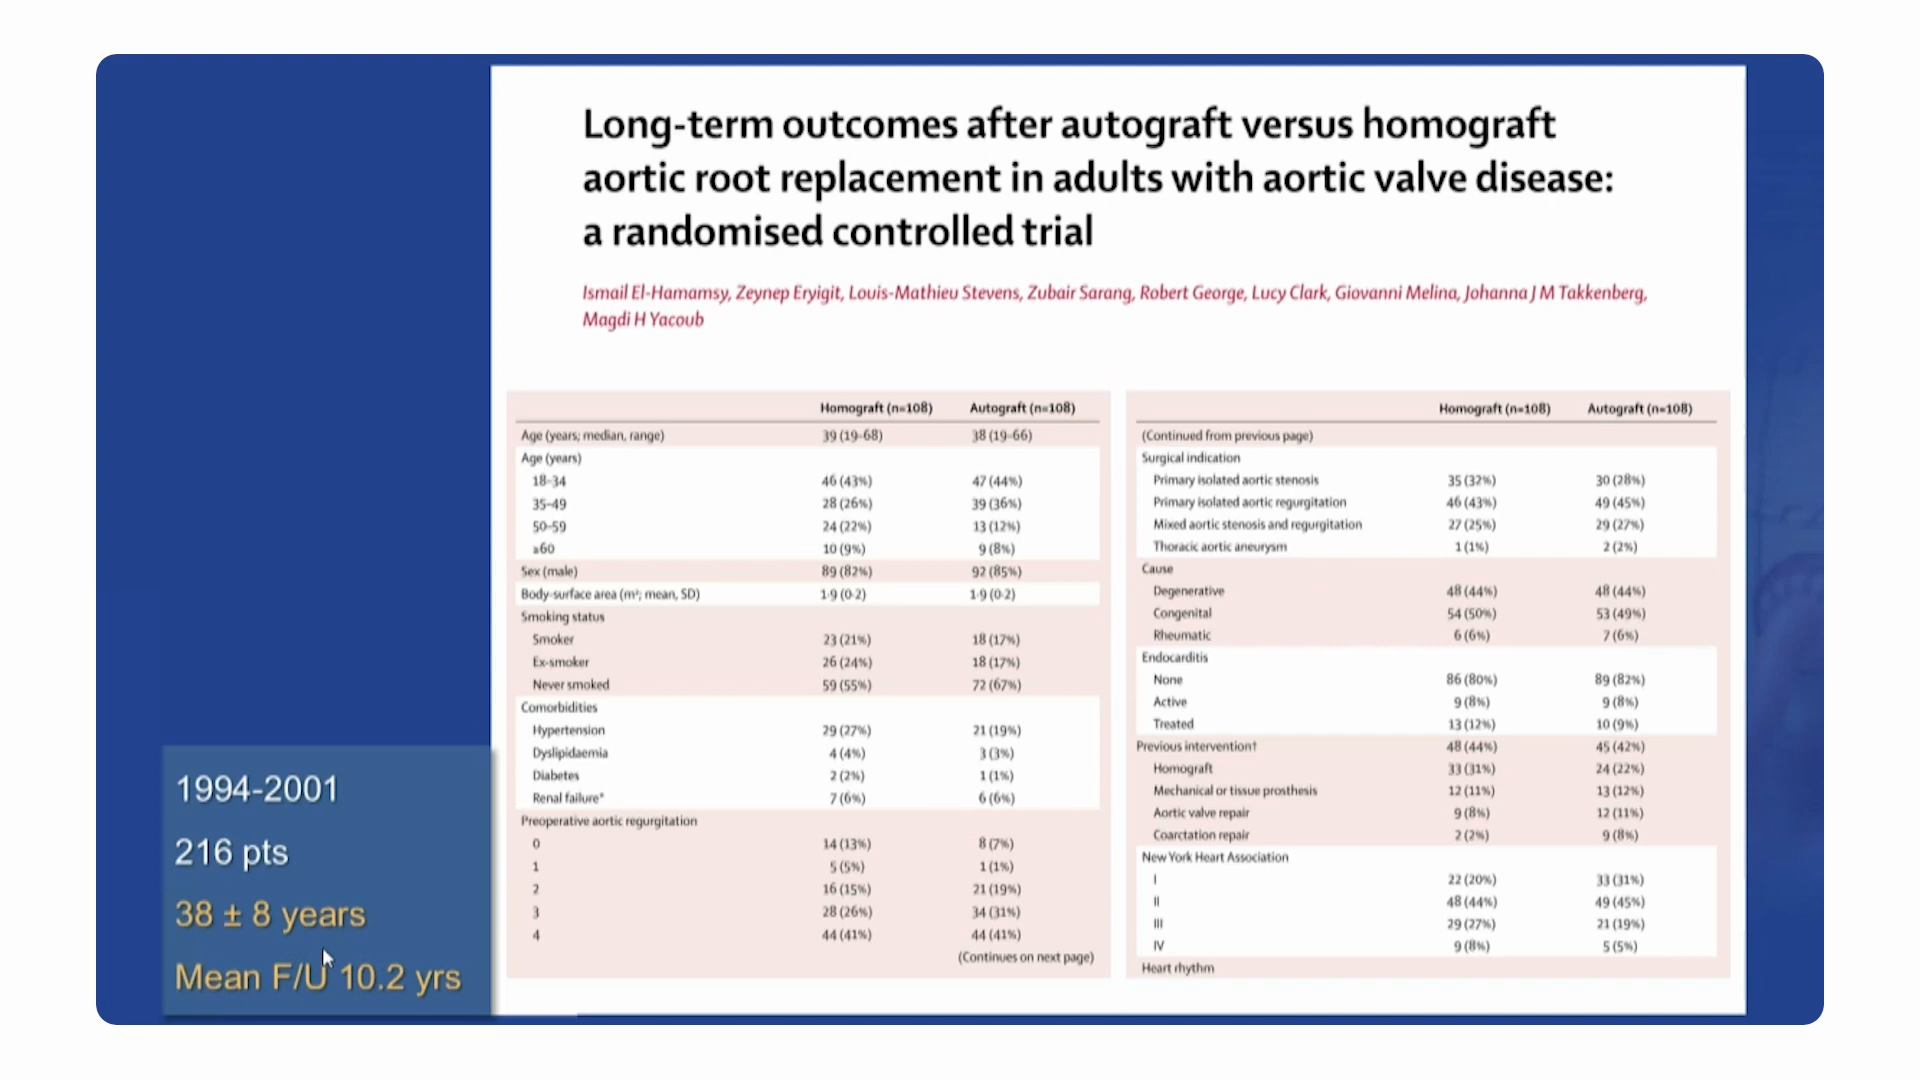 Long-term outcomes after autograft versus homograft
aortic root replacement in adults with aortic valve disease:
a randomised controlled trial
Ismail El-Hamamsy, Zeynep Eryigit, Louis-Mathieu Stevens, Zubair Sarang, Robert George, Lucy Clark, Giovanni Melina, Johanna J M Takkenberg,
Magdi H Yacoub
Homograft (n=108) Autograft (n=108)
Age (years; median, range) 39 (19–68) 38 (19–66)
Age (years)
18–34 46 (43%) 47 (44%)
35–49 28 (26%) 39 (36%)
50–59 24 (22%) 13 (12%)
≥60 10 (9%) 9 (8%)
Sex (male) 89 (82%) 92 (85%)
Body-surface area (m²; mean, SD) 1·9 (0·2) 1·9 (0·2)
Smoking status
Smoker 23 (21%) 18 (17%)
Ex-smoker 26 (24%) 18 (17%)
Never smoked 59 (55%) 72 (67%)
Comorbidities
Hypertension 29 (27%) 21 (19%)
Dyslipidaemia 4 (4%) 3 (3%)
Diabetes 2 (2%) 1 (1%)
Renal failure* 7 (6%) 6 (6%)
Preoperative aortic regurgitation
0 14 (13%) 8 (7%)
1 5 (5%) 1 (1%)
2 16 (15%) 21 (19%)
3 28 (26%) 34 (31%)
4 44 (41%) 44 (41%)
(Continues on next page)
Homograft (n=108) Autograft (n=108)
(Continued from previous page)
Surgical indication
Primary isolated aortic stenosis 35 (32%) 30 (28%)
Primary isolated aortic regurgitation 46 (43%) 49 (45%)
Mixed aortic stenosis and regurgitation 27 (25%) 29 (27%)
Thoracic aortic aneurysm 1 (1%) 2 (2%)
Cause
Degenerative 48 (44%) 48 (44%)
Congenital 54 (50%) 53 (49%)
Rheumatic 6 (6%) 7 (6%)
Endocarditis
None 86 (80%) 89 (82%)
Active 9 (8%) 9 (8%)
Treated 13 (12%) 10 (9%)
Previous intervention† 48 (44%) 45 (42%)
Homograft 33 (31%) 24 (22%)
Mechanical or tissue prosthesis 12 (11%) 13 (12%)
Aortic valve repair 9 (8%) 12 (11%)
Coarctation repair 2 (2%) 9 (8%)
New York Heart Association
I 22 (20%) 33 (31%)
II 48 (44%) 49 (45%)
III 29 (27%) 21 (19%)
IV 9 (8%) 5 (5%)
Heart rhythm
1994-2001
216 pts
38 ± 8 years
Mean F/U 10.2 yrs